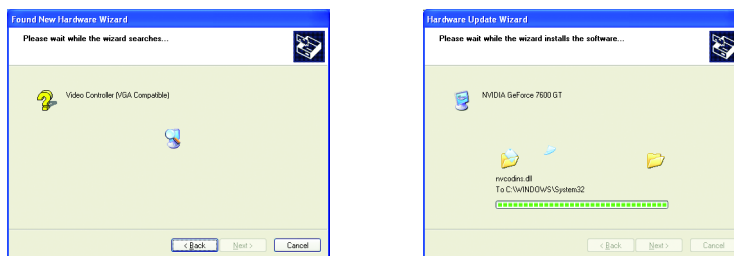 Found New Hardware Wizard
Please wait while the wizard searches...
Video Controller (VGA Compatible)
< Back
Next >
Cancel
Hardware Update Wizard
Please wait while the wizard installs the software...
NVIDIA GeForce 7600 GT
nvcodins.dll
To C:\WINDOWS\System32
< Back
Next >
Cancel